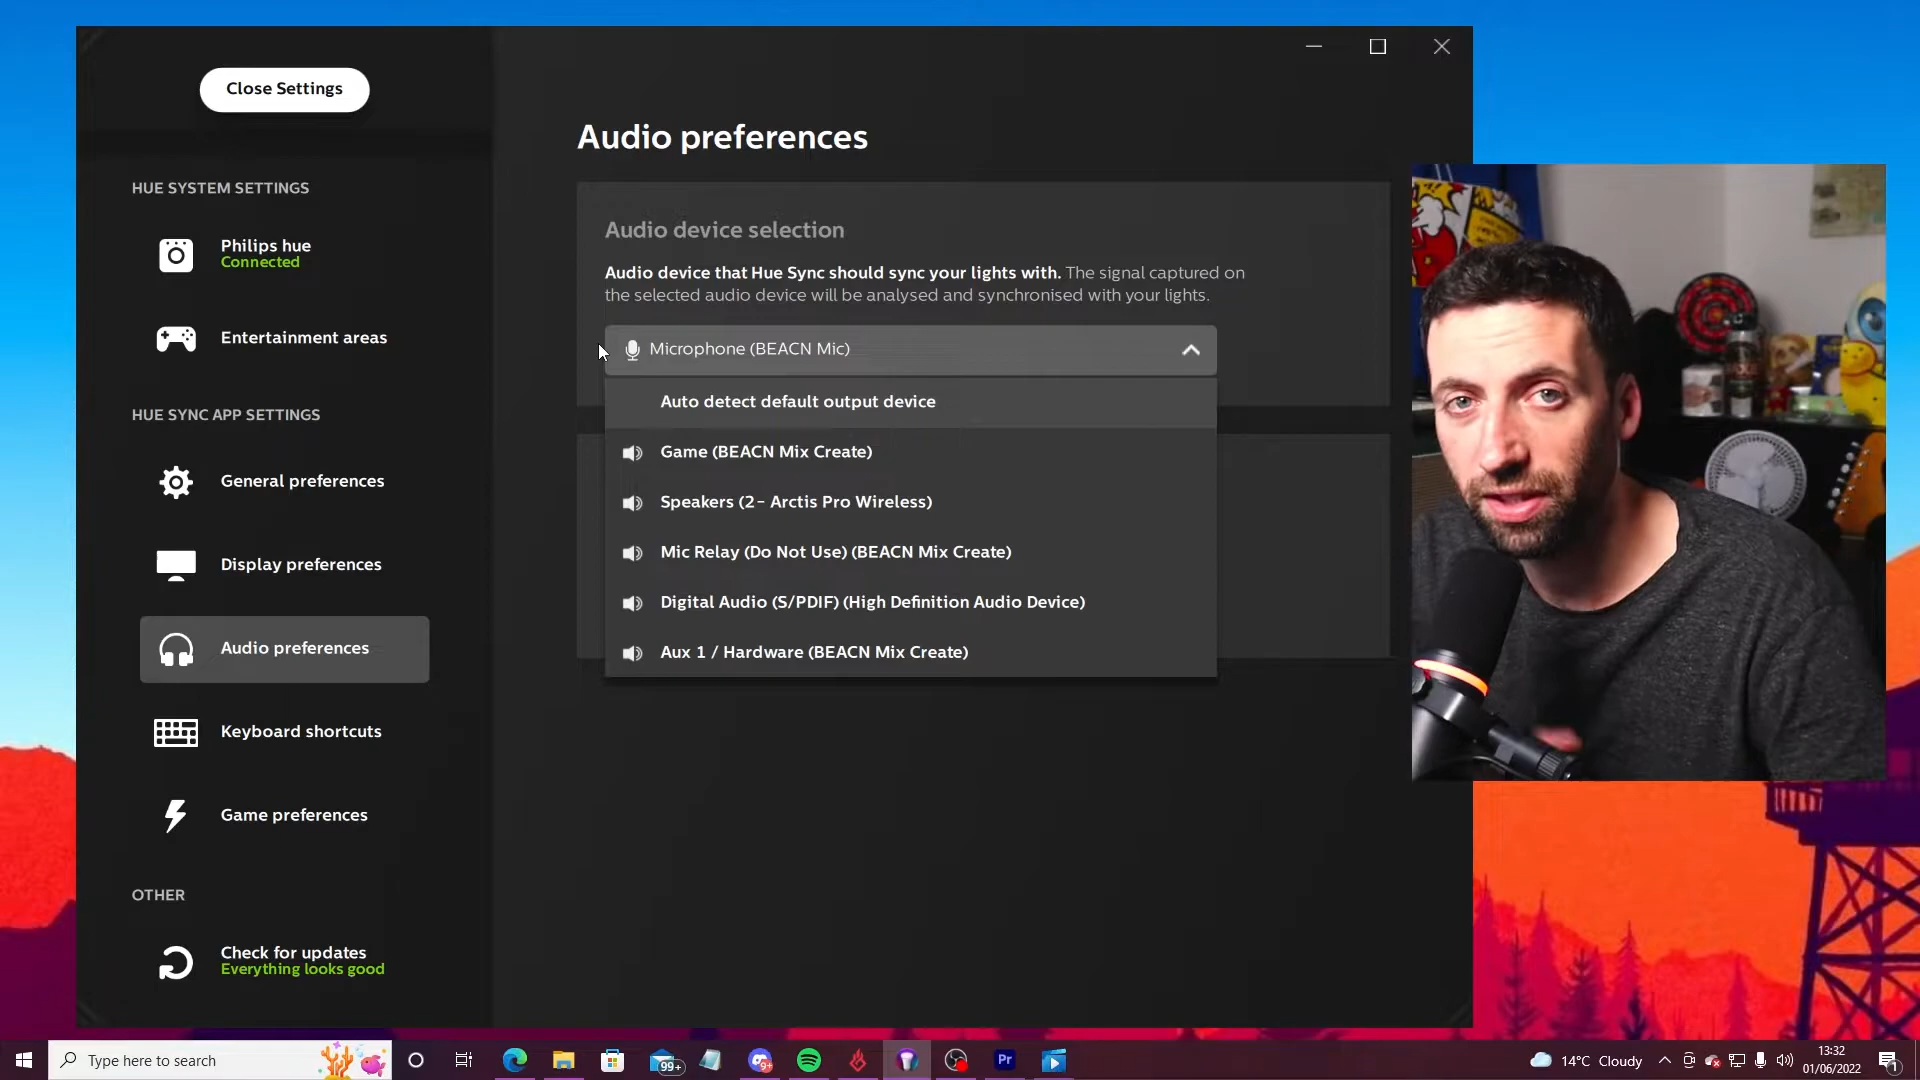 Close Settings
HUE SYSTEM SETTINGS
Philips hue
Connected
Entertainment areas
HUE SYNC APP SETTINGS
General preferences
Display preferences
Audio preferences
Keyboard shortcuts
Game preferences
OTHER
Check for updates
Everything looks good
Audio preferences
Audio device selection
Audio device that Hue Sync should sync your lights with. The signal captured on
the selected audio device will be analysed and synchronised with your lights.
Microphone (BEACN Mic)
Auto detect default output device
Game (BEACN Mix Create)
Speakers (2- Arctis Pro Wireless)
Mic Relay (Do Not Use) (BEACN Mix Create)
Digital Audio (S/PDIF) (High Definition Audio Device)
Aux 1 / Hardware (BEACN Mix Create)
Type here to search
99+
9+
Pr
14°C Cloudy
13:32
01/06/2022
1